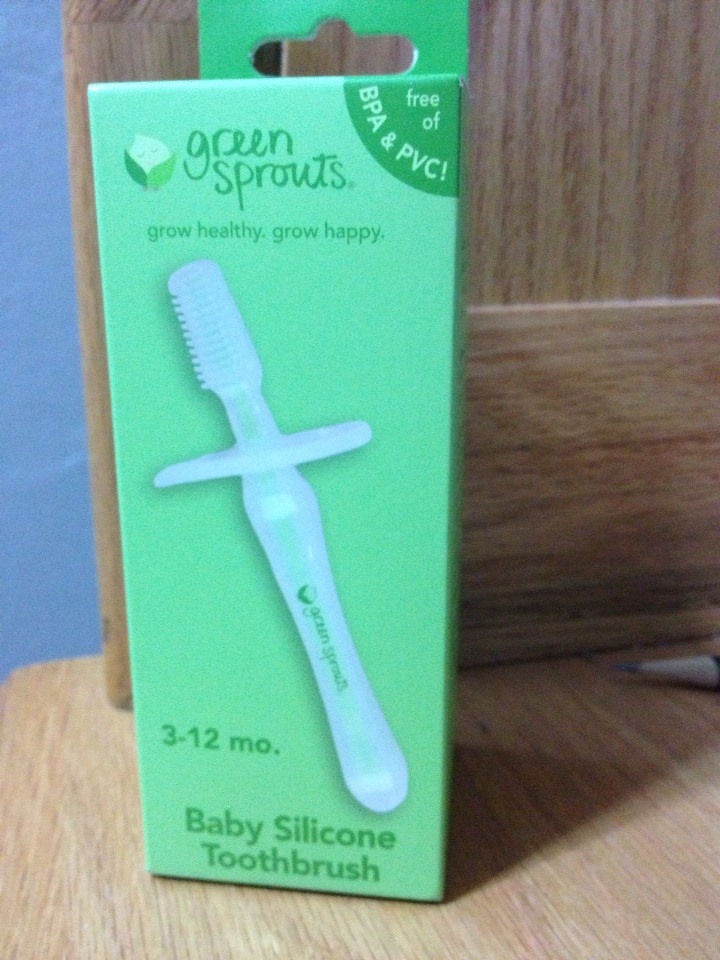 green
sprouts®
free
of
BPA & PVC!
grow healthy. grow happy.
green sprouts
3-12 mo.
Baby Silicone
Toothbrush